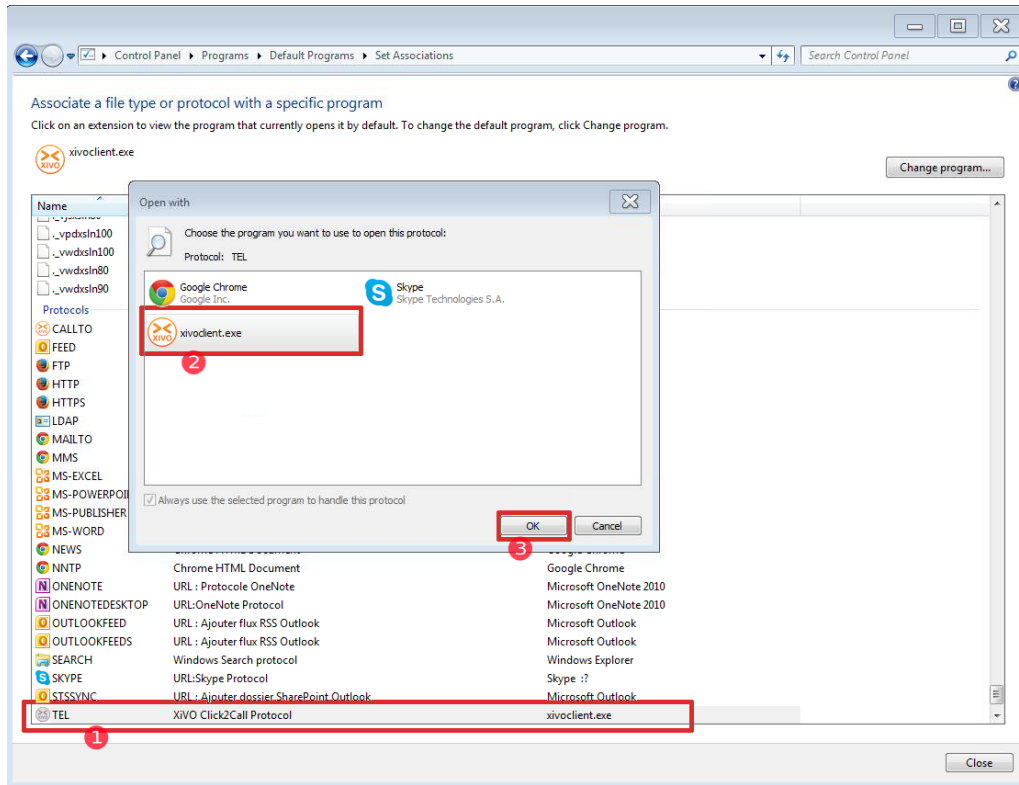 Control Panel ▸ Programs ▸ Default Programs ▸ Set Associations
Search Control Panel
Associate a file type or protocol with a specific program
Click on an extension to view the program that currently opens it by default. To change the default program, click Change program.
XIVO
xivoclient.exe
Change program...
Name
._vpdxsln100
._vwdxsln100
._vwdxsln80
._vwdxsln90
Protocols
CALLTO
FEED
FTP
HTTP
HTTPS
LDAP
MAILTO
MMS
MS-EXCEL
MS-POWERPOI
MS-PUBLISHER
MS-WORD
Open with
Choose the program you want to use to open this protocol:
Protocol: TEL
Google Chrome
Google Inc.
Skype
Skype Technologies S.A.
XIVO
xivoclient.exe
2
Always use the selected program to handle this protocol
OK
Cancel
3
NEWS
NNTP Chrome HTML Document Google Chrome
ONENOTE URL : Protocole OneNote Microsoft OneNote 2010
ONENOTEDESKTOP URL:OneNote Protocol Microsoft OneNote 2010
OUTLOOKFEED URL : Ajouter flux RSS Outlook Microsoft Outlook
OUTLOOKFEEDS URL : Ajouter flux RSS Outlook Microsoft Outlook
SEARCH Windows Search protocol Windows Explorer
SKYPE URL:Skype Protocol Skype :?
STSSYNC URL : Ajouter dossier SharePoint Outlook Microsoft Outlook
TEL XiVO Click2Call Protocol xivoclient.exe
1
Close